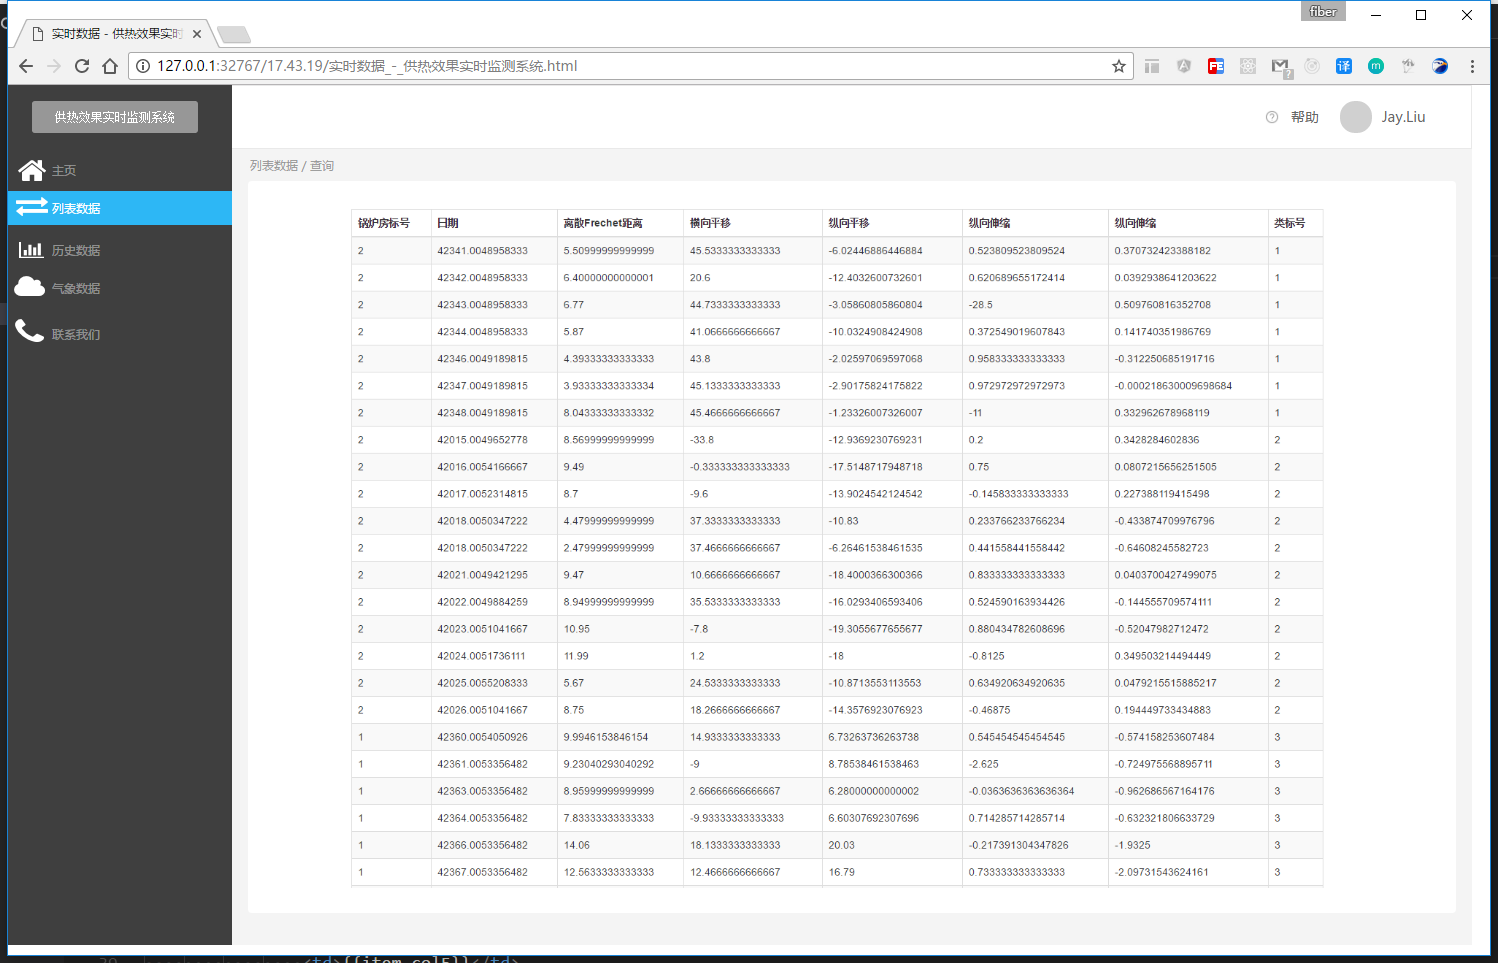 fiber
实时数据 - 供热效果实时
127.0.0.1:32767/17.43.19/实时数据_-_供热效果实时监测系统.html
供热效果实时监测系统
帮助 Jay.Liu
主页
列表数据
历史数据
气象数据
联系我们
列表数据 / 查询
锅炉房标号 日期 离散Frechet距离 横向平移 纵向平移 纵向伸缩 纵向伸缩 类标号
2 42341.0048958333 5.50999999999999 45.5333333333333 -6.02446886446884 0.523809523809524 0.370732423388182 1
2 42342.0048958333 6.40000000000001 20.6 -12.4032600732601 0.620689655172414 0.0392938641203622 1
2 42343.0048958333 6.77 44.7333333333333 -3.05860805860804 -28.5 0.509760816352708 1
2 42344.0048958333 5.87 41.0666666666667 -10.0324908424908 0.372549019607843 0.141740351986769 1
2 42346.0049189815 4.39333333333333 43.8 -2.02597069597068 0.958333333333333 -0.312250685191716 1
2 42347.0049189815 3.93333333333334 45.1333333333333 -2.90175824175822 0.972972972972973 -0.000218630009698684 1
2 42348.0049189815 8.04333333333332 45.4666666666667 -1.23326007326007 -11 0.332962678968119 1
2 42015.0049652778 8.56999999999999 -33.8 -12.9369230769231 0.2 0.3428284602836 2
2 42016.0054166667 9.49 -0.333333333333333 -17.5148717948718 0.75 0.0807215656251505 2
2 42017.0052314815 8.7 -9.6 -13.9024542124542 -0.145833333333333 0.227388119415498 2
2 42018.0050347222 4.47999999999999 37.3333333333333 -10.83 0.233766233766234 -0.433874709976796 2
2 42018.0050347222 2.47999999999999 37.4666666666667 -6.26461538461535 0.441558441558442 -0.64608245582723 2
2 42021.0049421295 9.47 10.6666666666667 -18.4000366300366 0.833333333333333 0.0403700427499075 2
2 42022.0049884259 8.94999999999999 35.5333333333333 -16.0293406593406 0.524590163934426 -0.144555709574111 2
2 42023.0051041667 10.95 -7.8 -19.3055677655677 0.880434782608696 -0.52047982712472 2
2 42024.0051736111 11.99 1.2 -18 -0.8125 0.349503214494449 2
2 42025.0055208333 5.67 24.5333333333333 -10.8713553113553 0.634920634920635 0.0479215515885217 2
2 42026.0051041667 8.75 18.2666666666667 -14.3576923076923 -0.46875 0.194449733434883 2
1 42360.0054050926 9.9946153846154 14.9333333333333 6.73263736263738 0.545454545454545 -0.574158253607484 3
1 42361.0053356482 9.23040293040292 -9 8.78538461538463 -2.625 -0.724975568895711 3
1 42363.0053356482 8.95999999999999 2.66666666666667 6.28000000000002 -0.0363636363636364 -0.962686567164176 3
1 42364.0053356482 7.83333333333333 -9.93333333333333 6.60307692307696 0.714285714285714 -0.632321806633729 3
1 42366.0053356482 14.06 18.1333333333333 20.03 -0.217391304347826 -1.9325 3
1 42367.0053356482 12.5633333333333 12.4666666666667 16.79 0.733333333333333 -2.09731543624161 3